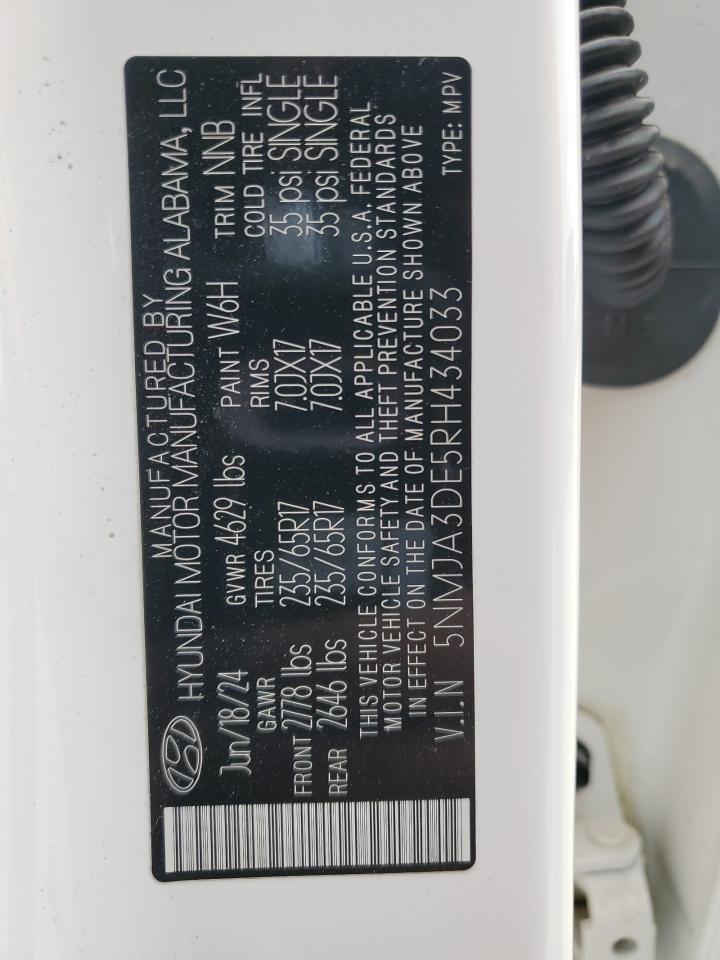 MANUFACTURED BY
HYUNDAI MOTOR MANUFACTURING ALABAMA, LLC
Jun/18/24 GVWR 4629 lbs PAINT W6H TRIM NNB
GAWR TIRES RIMS COLD TIRE INFL
FRONT 2778 lbs 235/65R17 7.0JX17 35 psi SINGLE
REAR 2646 lbs 235/65R17 7.0JX17 35 psi SINGLE
THIS VEHICLE CONFORMS TO ALL APPLICABLE U.S.A. FEDERAL
MOTOR VEHICLE SAFETY AND THEFT PREVENTION STANDARDS
IN EFFECT ON THE DATE OF MANUFACTURE SHOWN ABOVE
V.I.N 5NMJA3DE5RH434033 TYPE: MPV